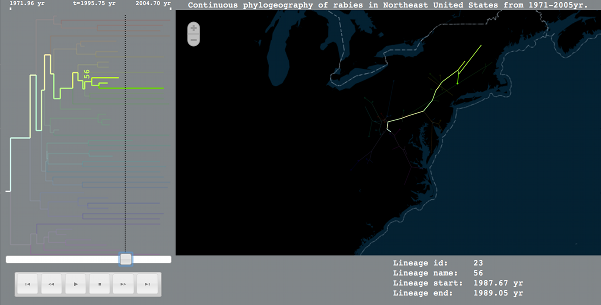 1971.96 yr t=1995.75 yr 2004.70 yr
Continuous phylogeography of rabies in Northeast United States from 1971-2005yr.
56
Lineage id: 23
Lineage name: 56
Lineage start: 1987.67 yr
Lineage end: 1989.05 yr